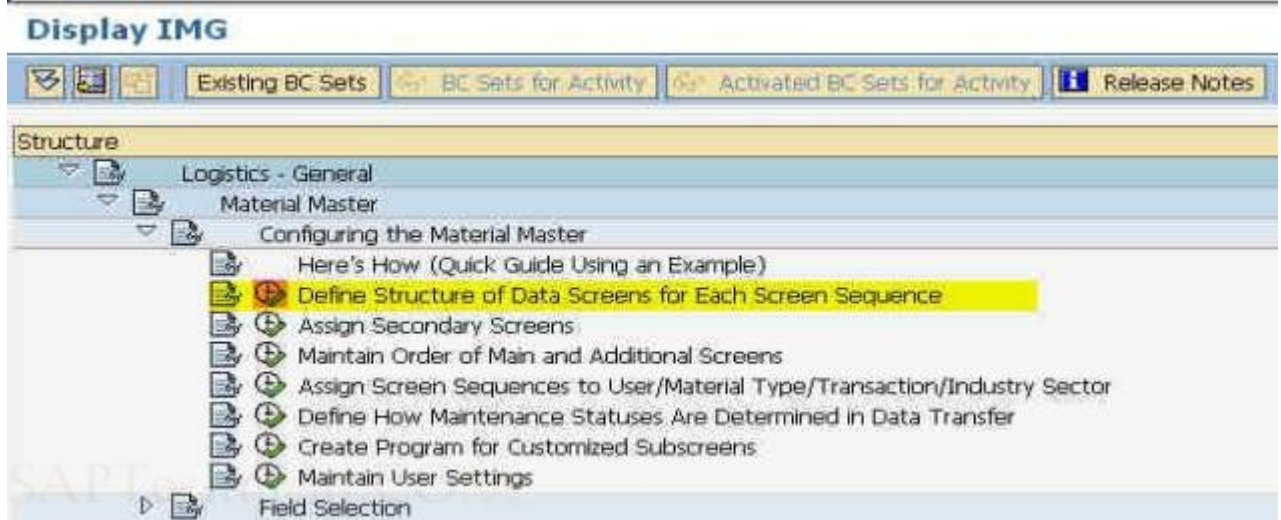 Display IMG
Existing BC Sets BC Sets for Activity Activated BC Sets for Activity Release Notes
Structure
Logistics - General
Material Master
Configuring the Material Master
Here's How (Quick Guide Using an Example)
Define Structure of Data Screens for Each Screen Sequence
Assign Secondary Screens
Maintain Order of Main and Additional Screens
Assign Screen Sequences to User/Material Type/Transaction/Industry Sector
Define How Maintenance Statuses Are Determined in Data Transfer
Create Program for Customized Subscreens
Maintain User Settings
Field Selection